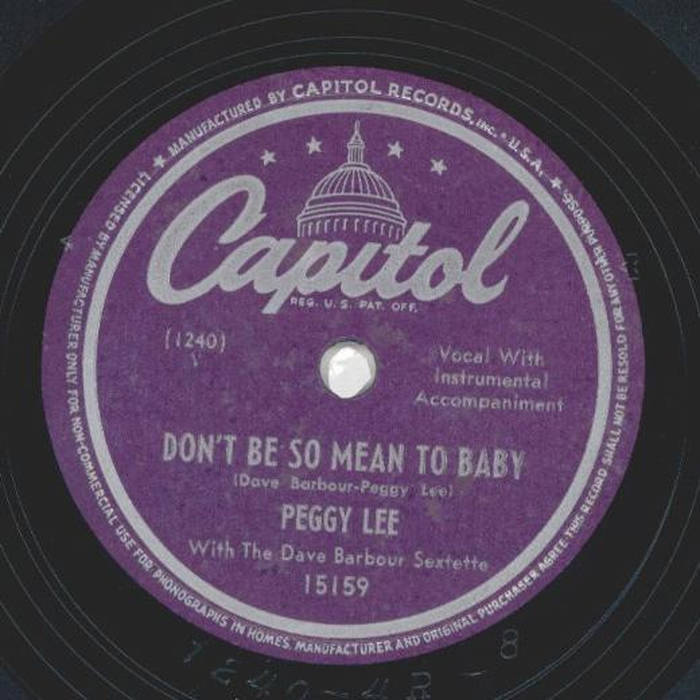 ★ MANUFACTURED BY CAPITOL RECORDS, INC. U.S.A. ★
Capitol
REG. U.S. PAT. OFF.
(1240)
Vocal With
Instrumental
Accompaniment
DON'T BE SO MEAN TO BABY
(Dave Barbour-Peggy Lee)
PEGGY LEE
With The Dave Barbour Sextette
15159
LICENSED BY MANUFACTURER ONLY FOR NON-COMMERCIAL USE FOR PHONOGRAPHS IN HOMES. MANUFACTURER AND ORIGINAL PURCHASER AGREE THIS RECORD SHALL NOT BE RESOLD FOR ANY OTHER PURPOSE.